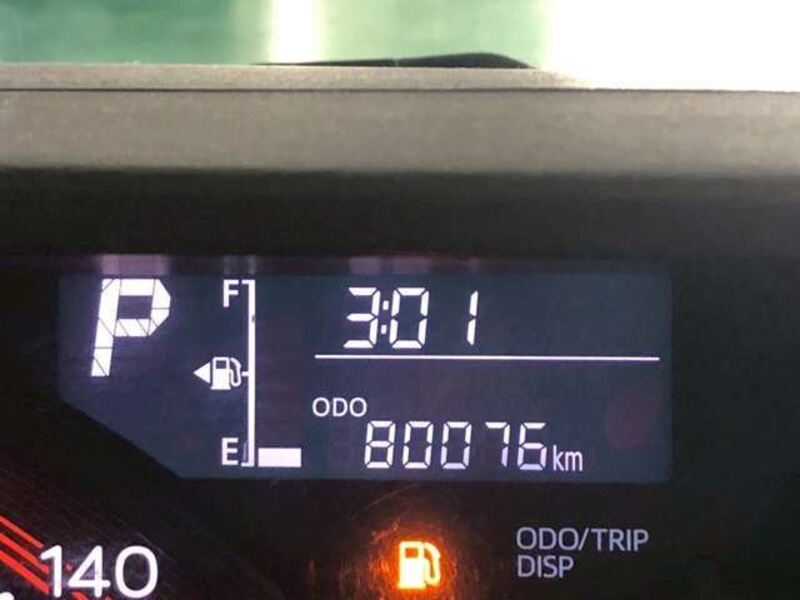 P
F
3:01
ODO
E
80076km
ODO/TRIP
DISP
140